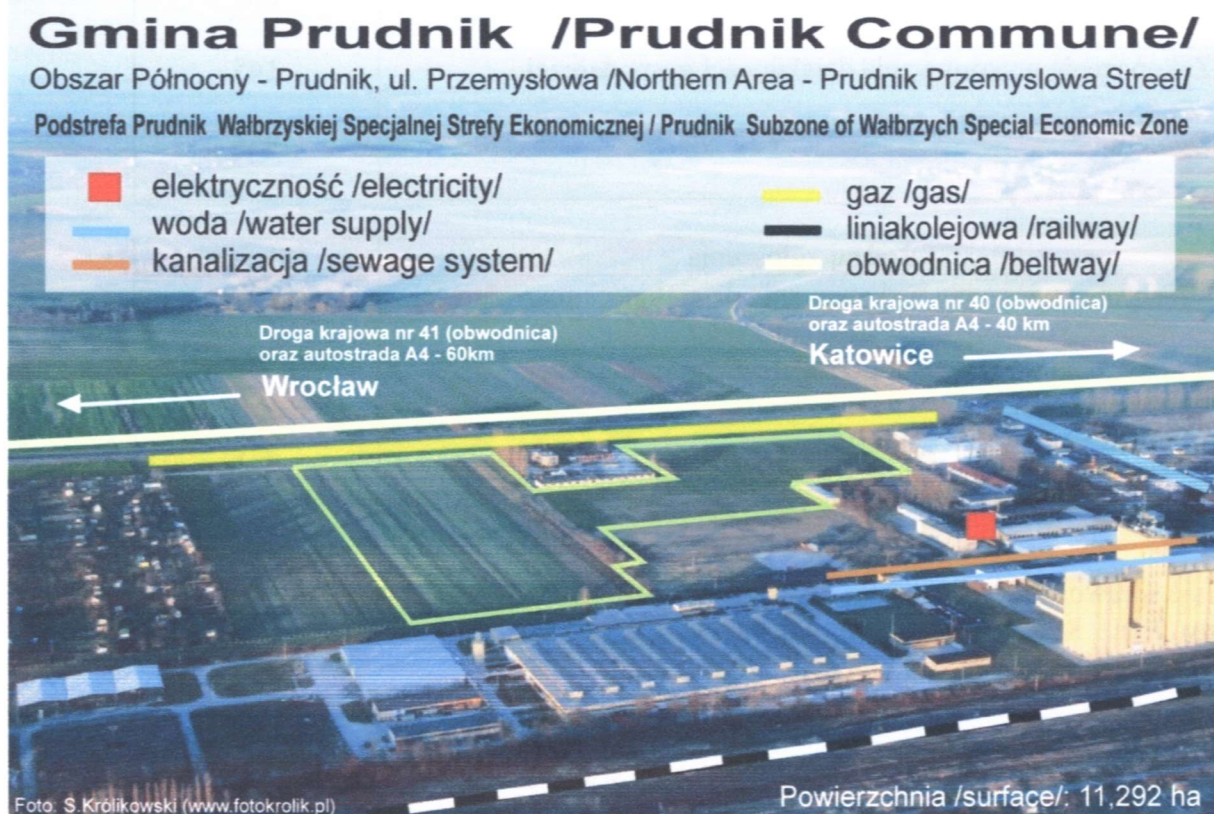 Gmina Prudnik /Prudnik Commune/
Obszar Północny - Prudnik, ul. Przemysłowa /Northern Area - Prudnik Przemyslowa Street/
Podstrefa Prudnik Wałbrzyskiej Specjalnej Strefy Ekonomicznej / Prudnik Subzone of Wałbrzych Special Economic Zone
elektryczność /electricity/
woda /water supply/
kanalizacja /sewage system/
gaz /gas/
liniakolejowa /railway/
obwodnica /beltway/
Droga krajowa nr 41 (obwodnica)
oraz autostrada A4 - 60km
Wrocław
Droga krajowa nr 40 (obwodnica)
oraz autostrada A4 - 40 km
Katowice
Foto: S.Królikowski (www.fotokrolik.pl)
Powierzchnia /surface/: 11,292 ha